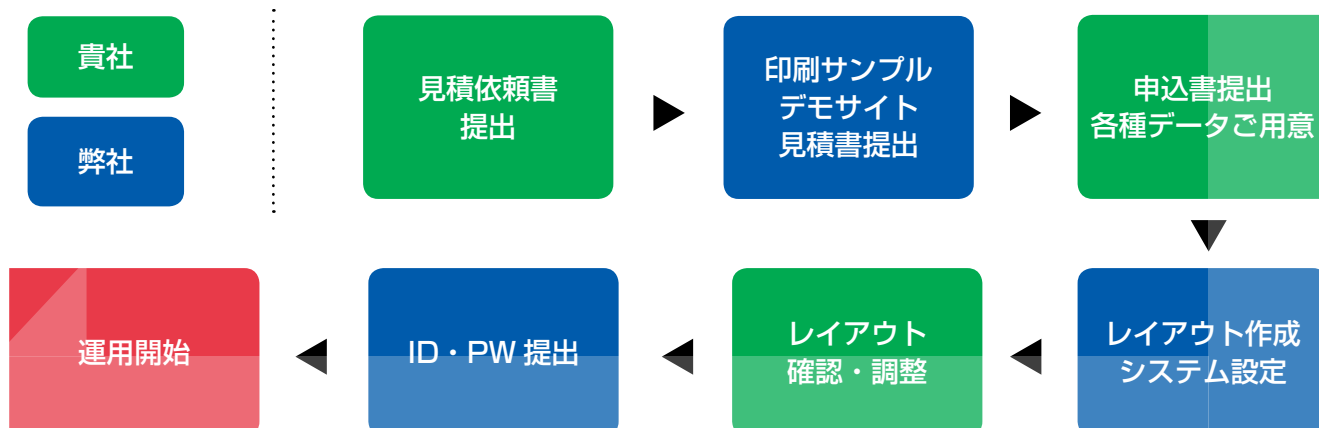 貴社
弊社
見積依頼書
提出
印刷サンプル
デモサイト
見積書提出
申込書提出
各種データご用意
レイアウト作成
システム設定
レイアウト
確認・調整
ID・PW 提出
運用開始